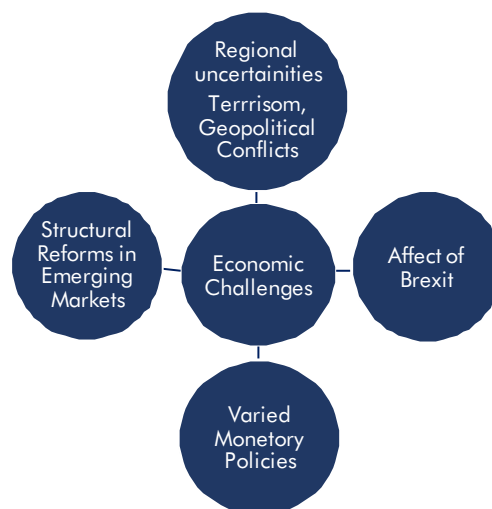 Regional
uncertainities
Terrrisom,
Geopolitical
Conflicts
Structural
Reforms in
Emerging
Markets
Economic
Challenges
Affect of
Brexit
Varied
Monetory
Policies